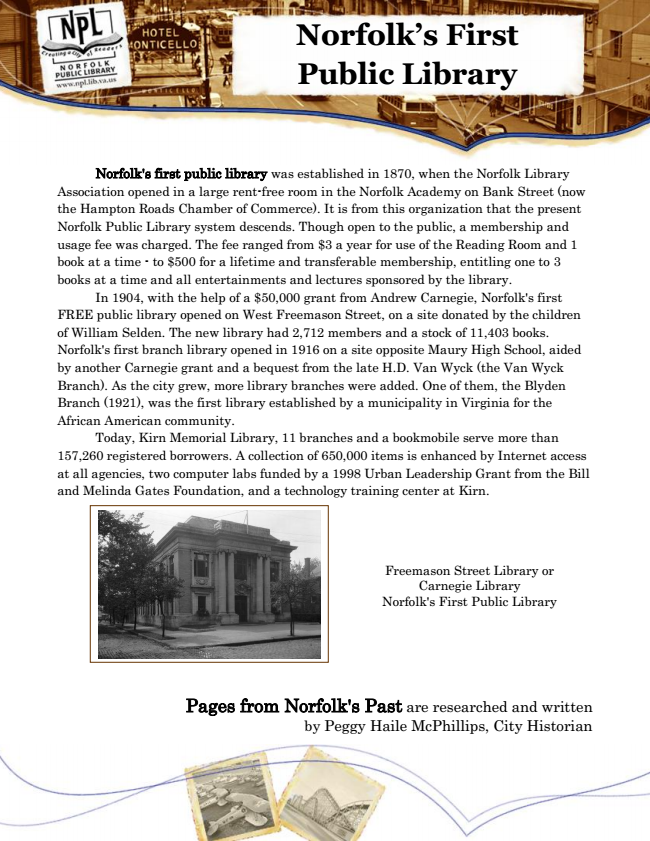 NPL
Creating a City of Readers
NORFOLK
PUBLIC LIBRARY
www.npl.lib.va.us
HOTEL
MONTICELLO
Norfolk's First
Public Library
Norfolk's first public library was established in 1870, when the Norfolk Library
Association opened in a large rent-free room in the Norfolk Academy on Bank Street (now
the Hampton Roads Chamber of Commerce). It is from this organization that the present
Norfolk Public Library system descends. Though open to the public, a membership and
usage fee was charged. The fee ranged from $3 a year for use of the Reading Room and 1
book at a time - to $500 for a lifetime and transferable membership, entitling one to 3
books at a time and all entertainments and lectures sponsored by the library.
In 1904, with the help of a $50,000 grant from Andrew Carnegie, Norfolk's first
FREE public library opened on West Freemason Street, on a site donated by the children
of William Selden. The new library had 2,712 members and a stock of 11,403 books.
Norfolk's first branch library opened in 1916 on a site opposite Maury High School, aided
by another Carnegie grant and a bequest from the late H.D. Van Wyck (the Van Wyck
Branch). As the city grew, more library branches were added. One of them, the Blyden
Branch (1921), was the first library established by a municipality in Virginia for the
African American community.
Today, Kirn Memorial Library, 11 branches and a bookmobile serve more than
157,260 registered borrowers. A collection of 650,000 items is enhanced by Internet access
at all agencies, two computer labs funded by a 1998 Urban Leadership Grant from the Bill
and Melinda Gates Foundation, and a technology training center at Kirn.
Freemason Street Library or
Carnegie Library
Norfolk's First Public Library
Pages from Norfolk's Past are researched and written
by Peggy Haile McPhillips, City Historian